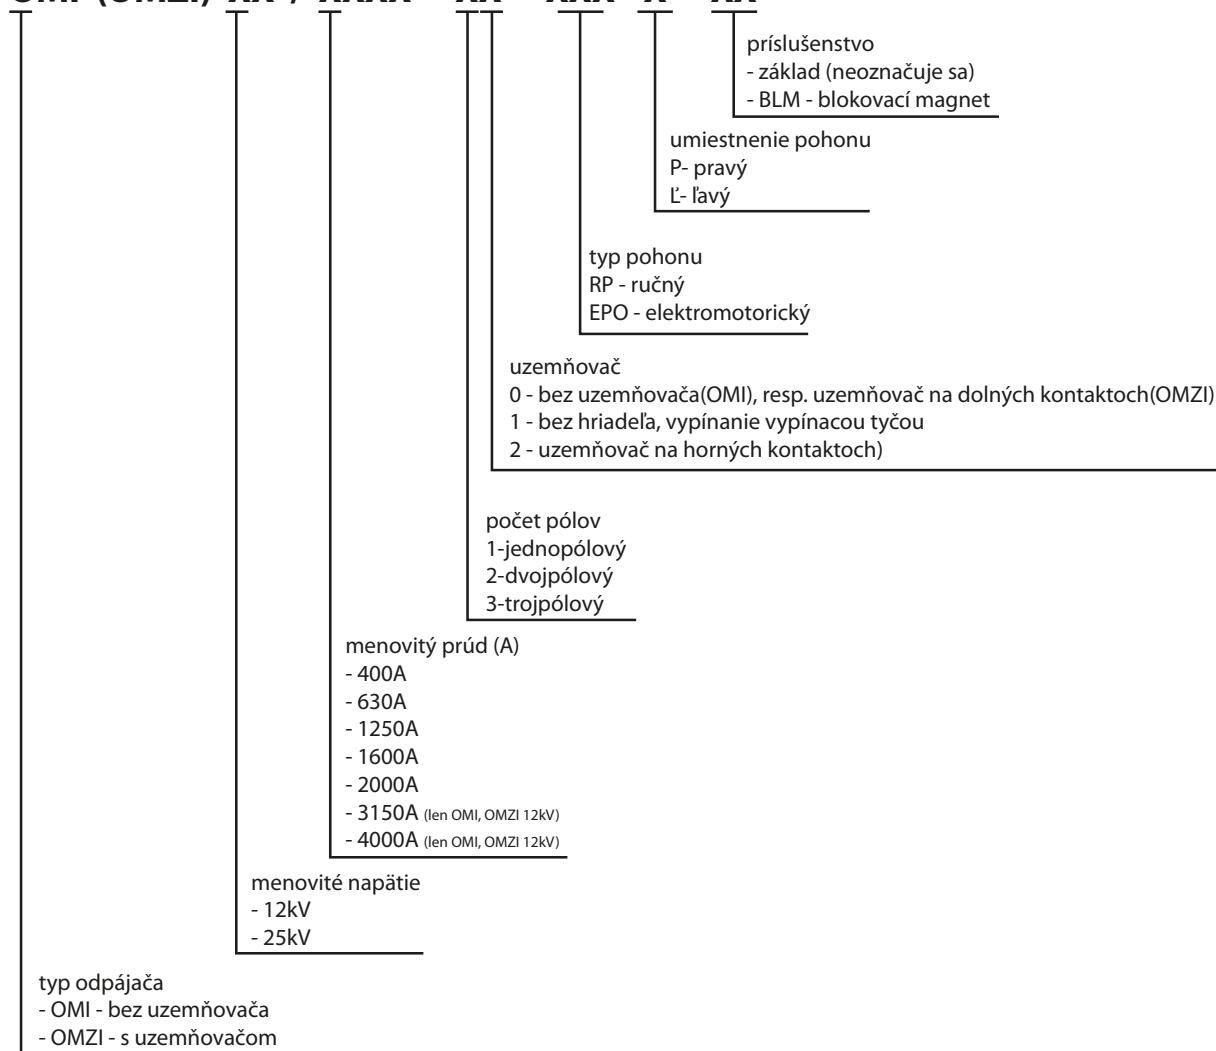 príslušenstvo
- základ (neoznačuje sa)
- BLM - blokovací magnet
umiestnenie pohonu
P- pravý
Ľ- ľavý
typ pohonu
RP - ručný
EPO - elektromotorický
uzemňovač
0 - bez uzemňovača(OMI), resp. uzemňovač na dolných kontaktoch(OMZI)
1 - bez hriadeľa, vypínanie vypínacou tyčou
2 - uzemňovač na horných kontaktoch)
počet pólov
1-jednopólový
2-dvojpólový
3-trojpólový
menovitý prúd (A)
- 400A
- 630A
- 1250A
- 1600A
- 2000A
- 3150A (len OMI, OMZI 12kV)
- 4000A (len OMI, OMZI 12kV)
menovité napätie
- 12kV
- 25kV
typ odpájača
- OMI - bez uzemňovača
- OMZI - s uzemňovačom